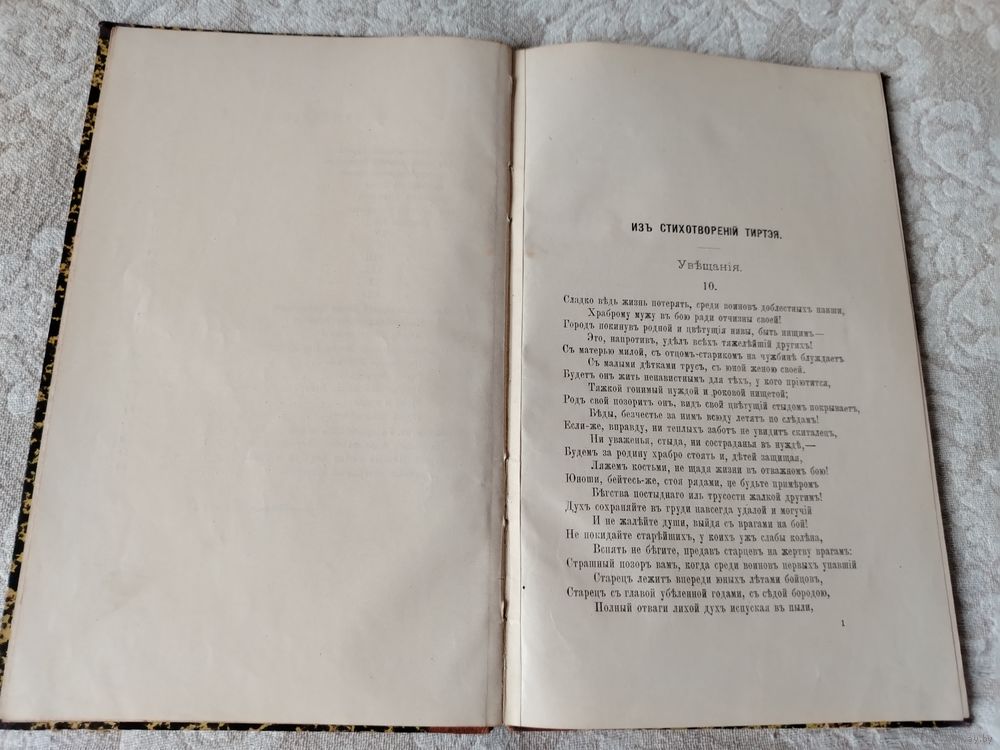 ИЗЪ СТИХОТВОРЕНІЙ ТИРТЭЯ.
Увѣщанія.
10.
Сладко вѣдь жизнь потерять, среди воиновъ доблестныхъ павши,
Храброму мужу въ бою ради отчизны своей!
Городъ покинувъ родной и цвѣтущія нивы, быть нищимъ—
Это, напротивъ, удѣлъ всѣхъ тяжелѣйшій другихъ!
Съ матерью милой, съ отцомъ-старикомъ на чужбинѣ блуждаетъ
Съ малыми дѣтками трусъ, съ юной женою своей.
Будетъ онъ жить ненавистнымъ для тѣхъ, у кого пріютится,
Тяжкой гонимый нуждой и роковой нищетой;
Родъ свой позоритъ онъ, видъ свой цвѣтущій стыдомъ покрываетъ,
Бѣды, безчестье за нимъ всюду летятъ по слѣдамъ!
Если-же, вправду, ни теплыхъ заботъ не увидитъ скиталецъ,
Ни уваженья, стыда, ни состраданья въ нуждѣ,—
Будемъ за родину храбро стоять и, дѣтей защищая,
Ляжемъ костьми, не щадя жизни въ отважномъ бою!
Юноши, бейтесь-же, стоя рядами, не будьте примѣромъ
Бѣгства постыднаго иль трусости жалкой другимъ!
Духъ сохраняйте въ груди навсегда удалой и могучій
И не жалѣйте души, выйдя съ врагами на бой!
Не покидайте старѣйшихъ, у коихъ ужъ слабы колѣна,
Вспять не бѣгите, предавъ старцевъ на жертву врагамъ:
Страшный позоръ вамъ, когда среди воиновъ первыхъ упавшій
Старецъ лежитъ впереди юныхъ лѣтами бойцовъ,
Старецъ съ главой убѣленной годами, съ сѣдой бородою,
Полный отваги лихой духъ испуская въ пыли,
1